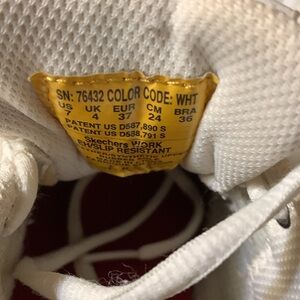 SN: 76432 COLOR CODE: WHT
US UK EUR CM BRA
7 4 37 24 36
PATENT US D587,890 S
PATENT US D588,791 S
Skechers WORK
EH/SLIP RESISTANT